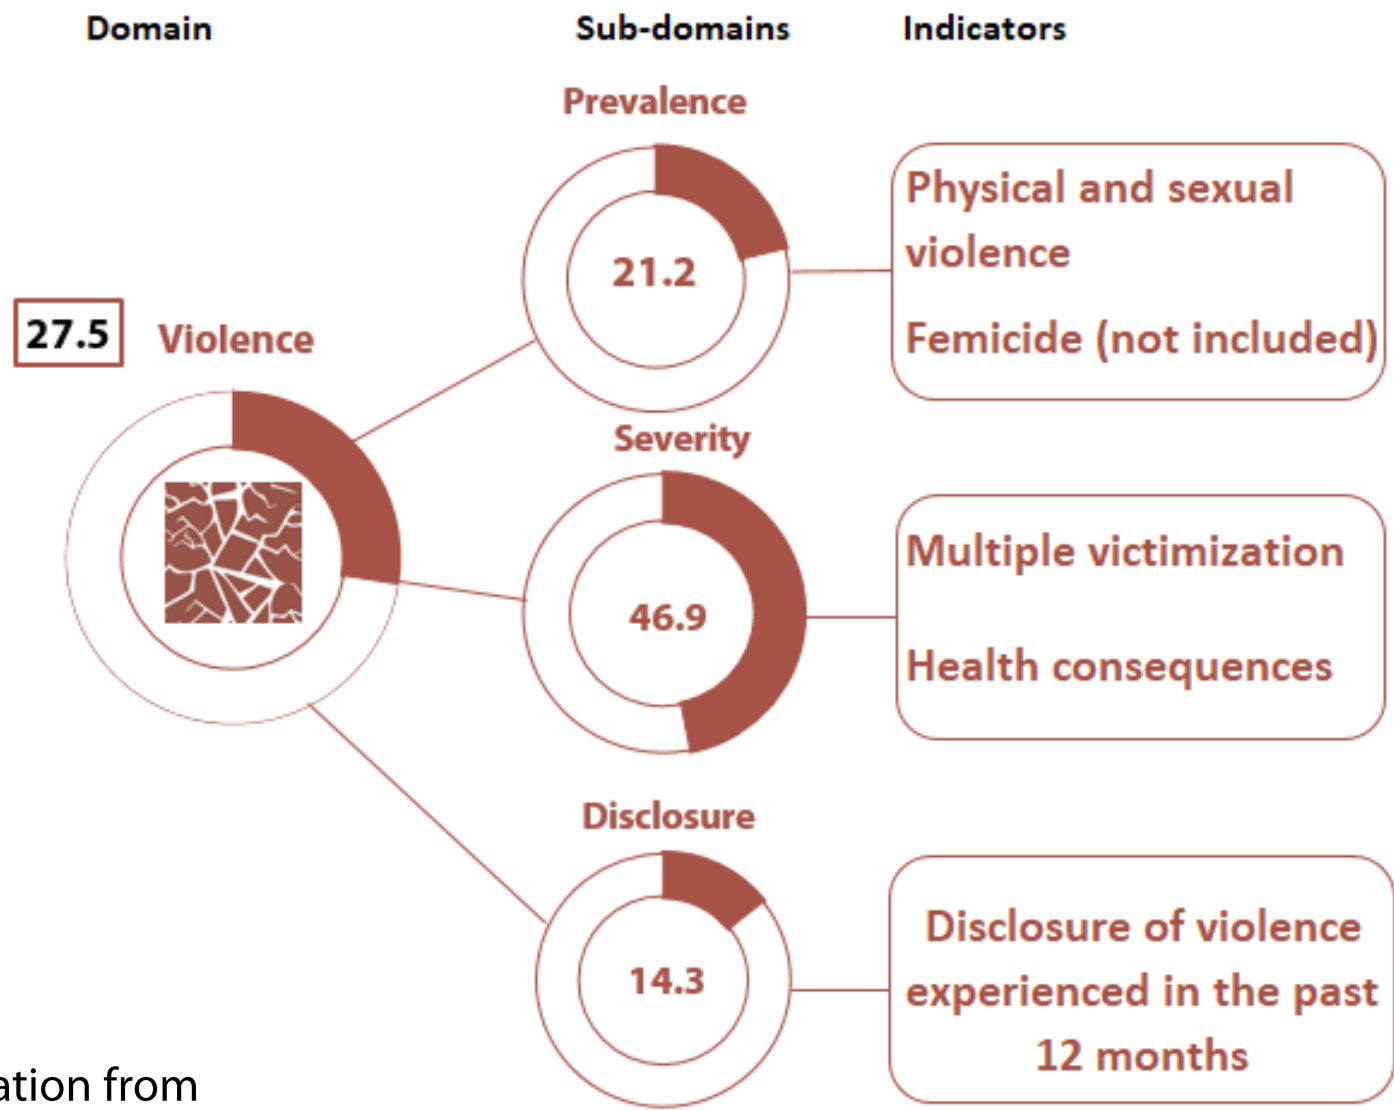 Domain
Sub-domains
Indicators
Prevalence
21.2
Physical and sexual
violence
Femicide (not included)
27.5
Violence
Severity
46.9
Multiple victimization
Health consequences
Disclosure
14.3
Disclosure of violence
experienced in the past
12 months
ation from